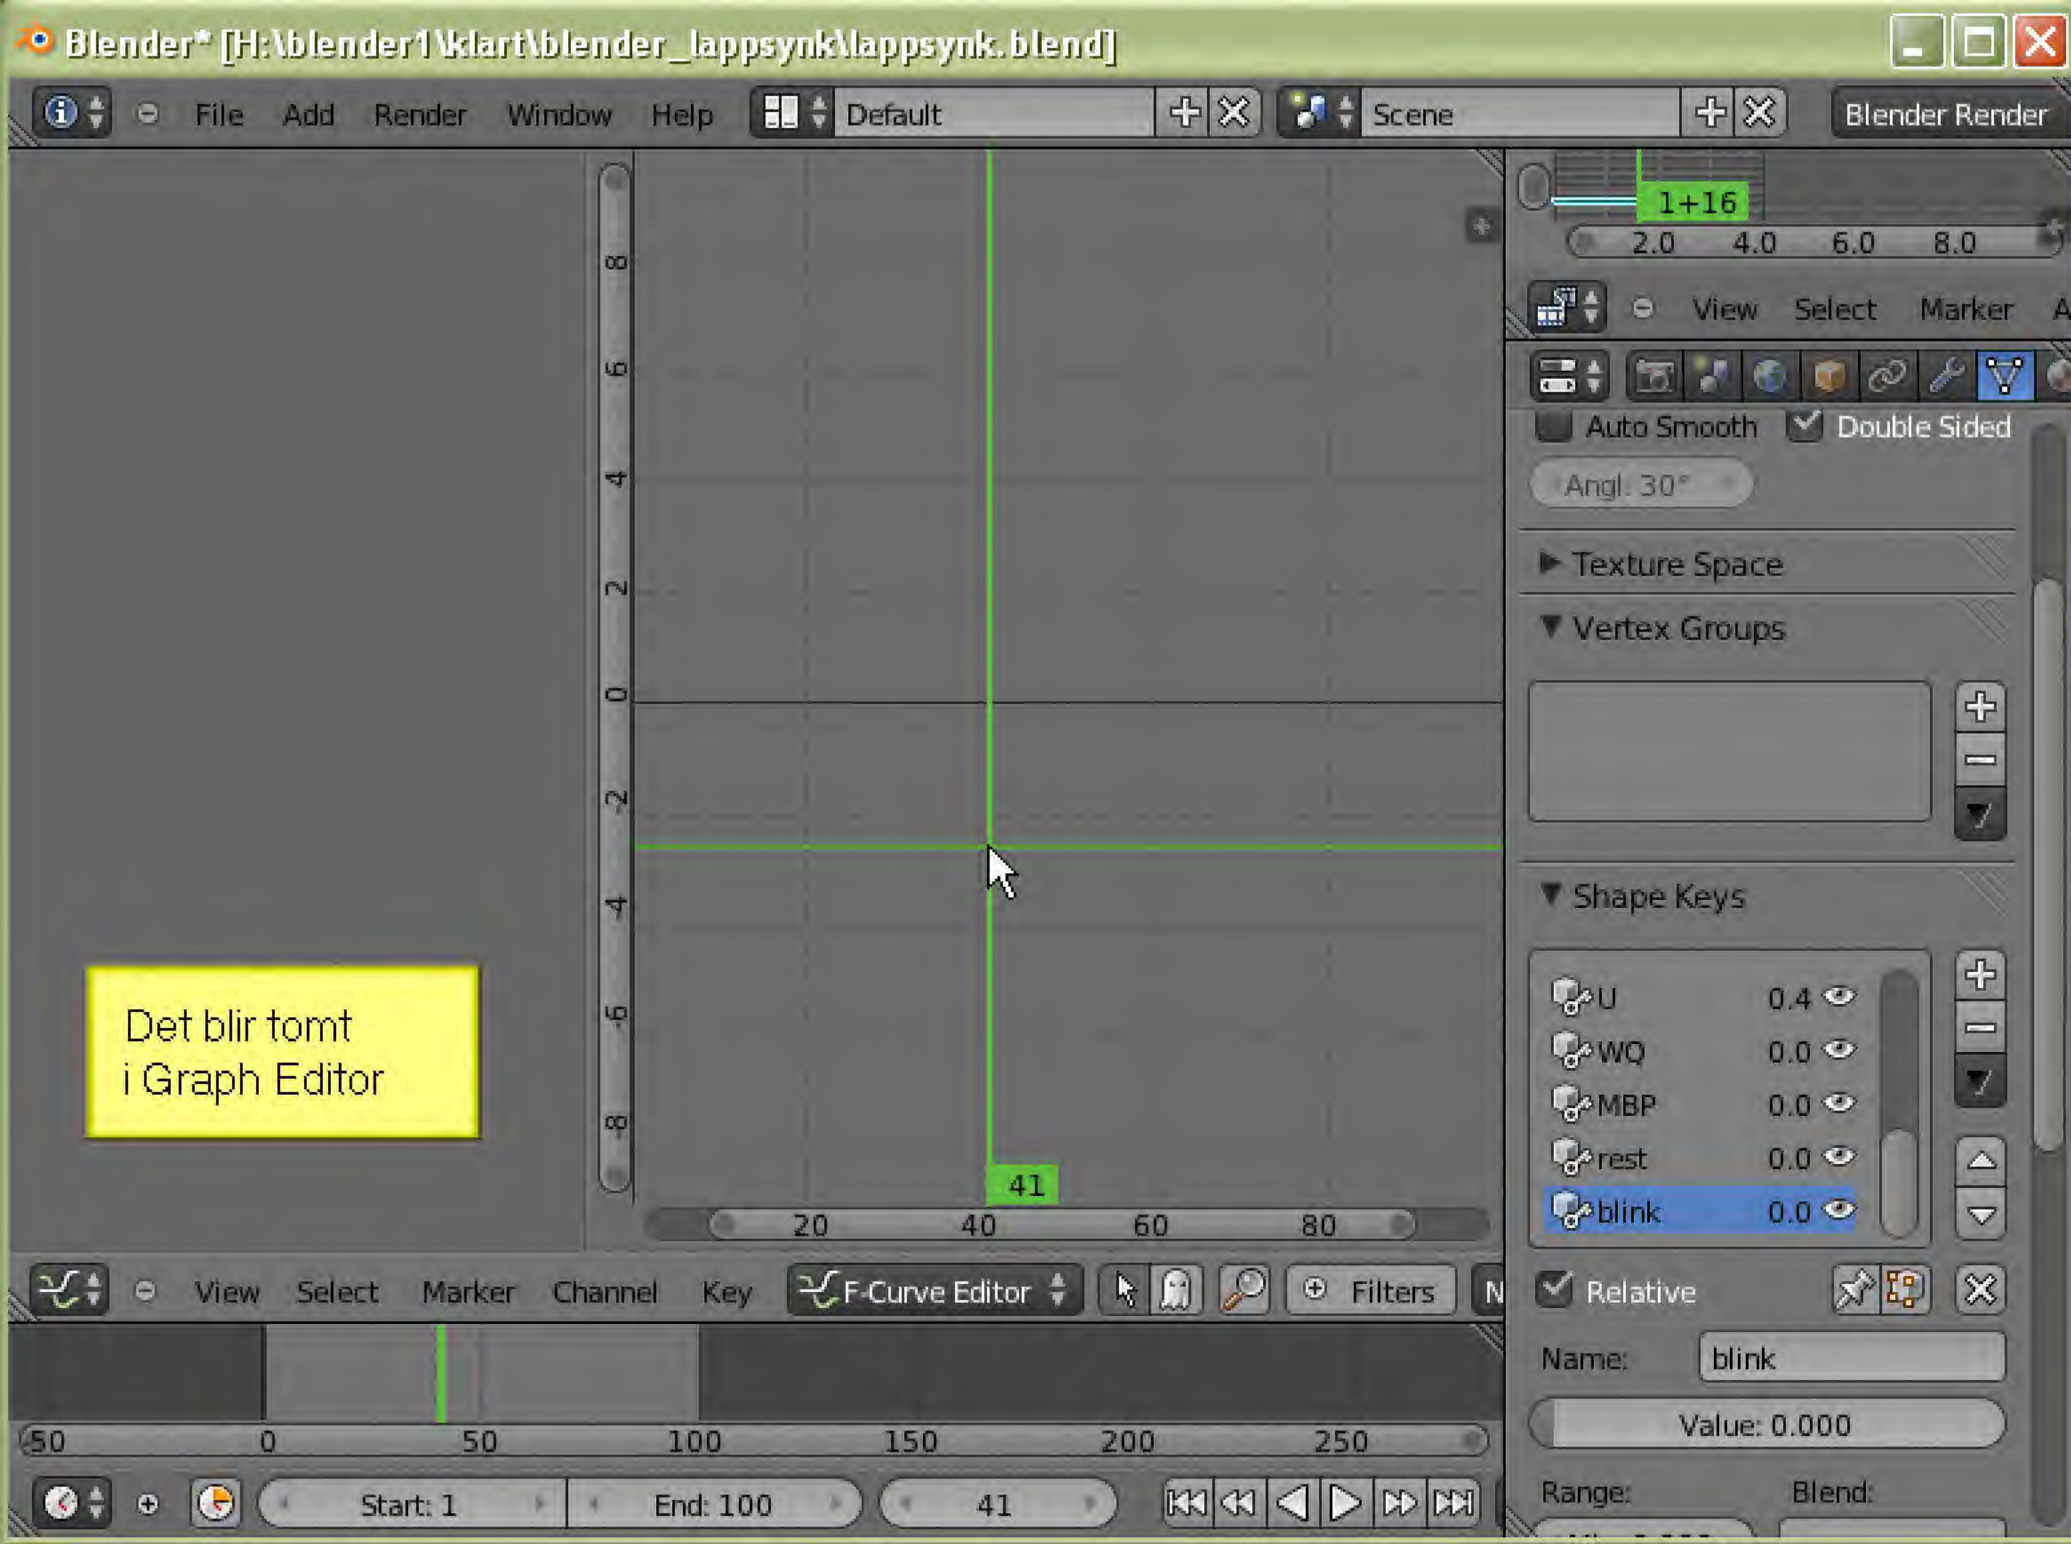 Blender* [H:\blender1\klart\blender_lappsynk\lappsynk.blend]
File Add Render Window Help Default Scene Blender Render
1+16
2.0 4.0 6.0 8.0
View Select Marker A
Auto Smooth Double Sided
Angl: 30°
Texture Space
Vertex Groups
Shape Keys
U 0.4
WQ 0.0
MBP 0.0
rest 0.0
blink 0.0
Relative
Name: blink
Value: 0.000
Range: Blend:
8
6
4
2
0
-2
-4
-6
-8
Det blir tomt
i Graph Editor
41
20 40 60 80
View Select Marker Channel Key F-Curve Editor Filters N
-50 0 50 100 150 200 250
Start: 1 End: 100 41